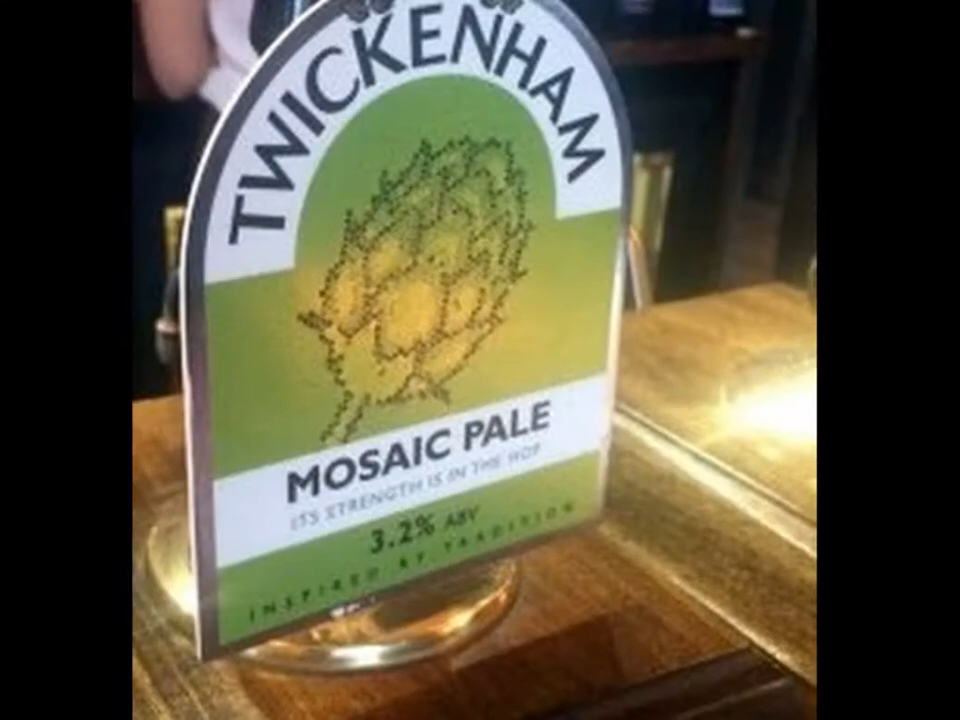 TWICKENHAM
MOSAIC PALE
ITS STRENGTH IS IN THE HOP
3.2% ABV
INSPIRED BY TRADITION